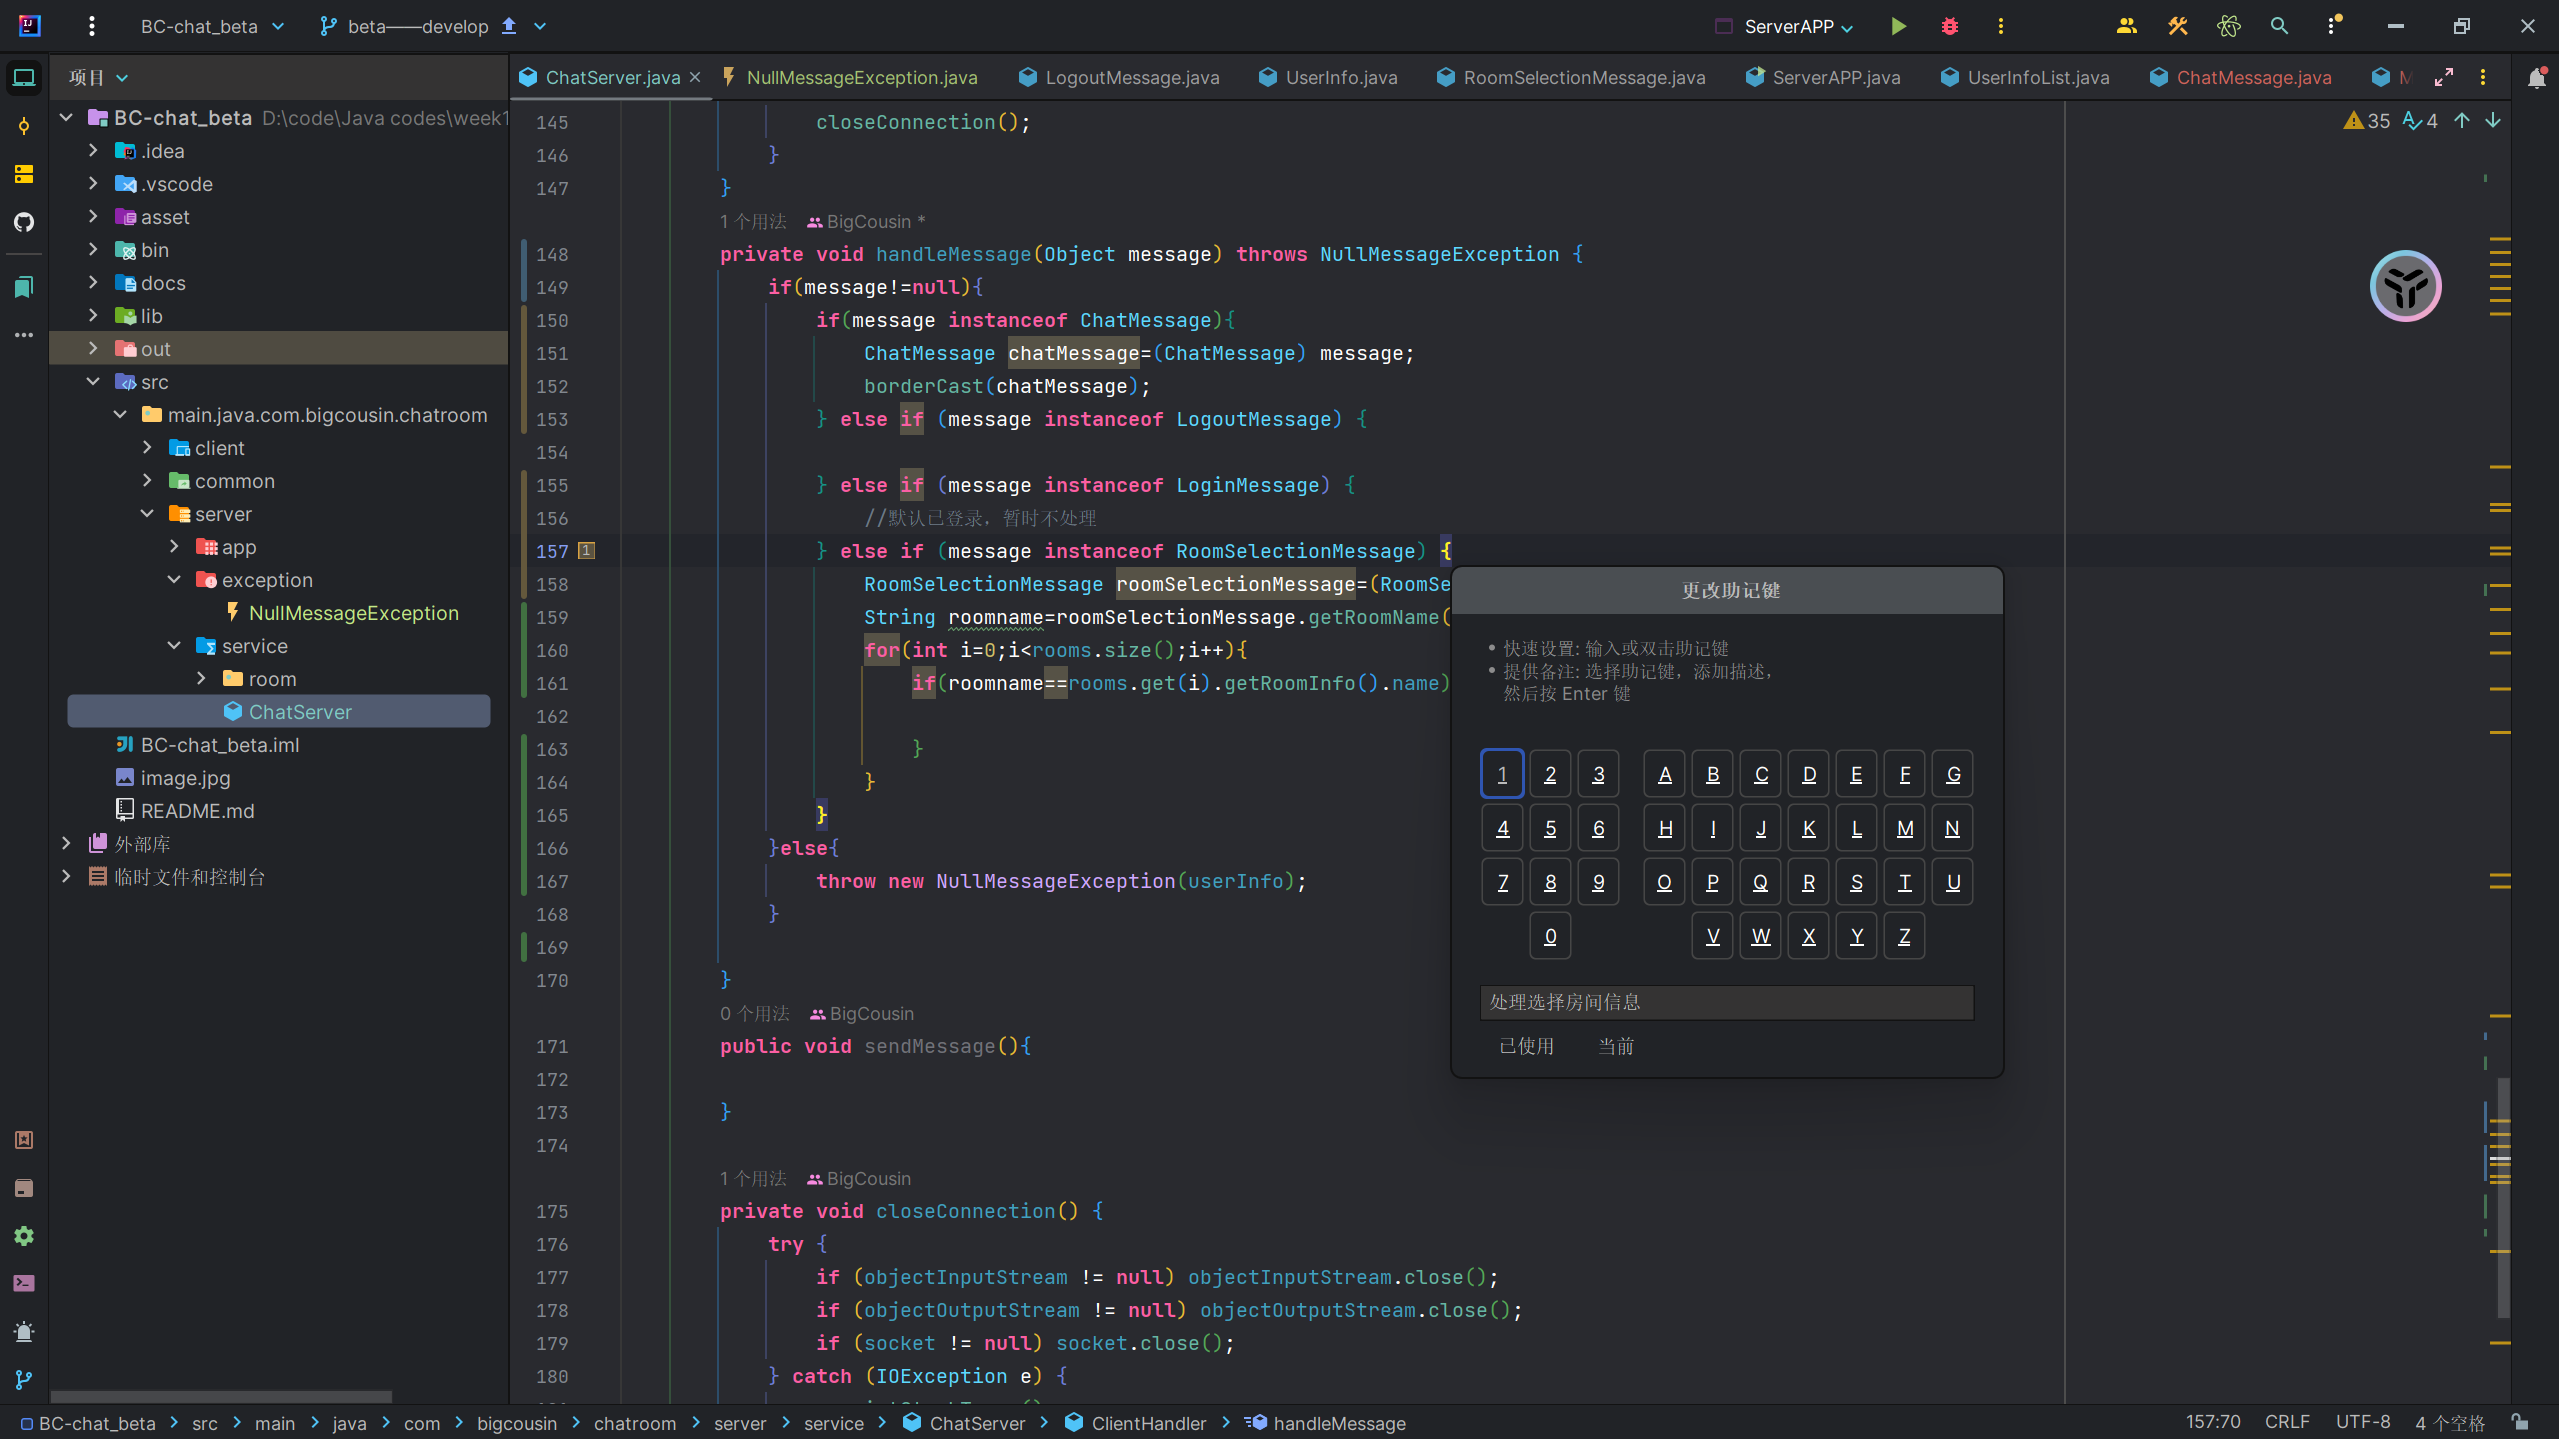 BC-chat_beta
beta——develop
ServerAPP
项目
ChatServer.java
NullMessageException.java
LogoutMessage.java
UserInfo.java
RoomSelectionMessage.java
ServerAPP.java
UserInfoList.java
ChatMessage.java
BC-chat_beta D:\code\Java codes\week1
.idea
.vscode
asset
bin
docs
lib
out
src
main.java.com.bigcousin.chatroom
client
common
server
app
exception
NullMessageException
service
room
ChatServer
BC-chat_beta.iml
image.jpg
README.md
外部库
临时文件和控制台
35 4
145 closeConnection();
146 }
147 }
1 个用法 BigCousin *
148 private void handleMessage(Object message) throws NullMessageException {
149 if(message!=null){
150 if(message instanceof ChatMessage){
151 ChatMessage chatMessage=(ChatMessage) message;
152 borderCast(chatMessage);
153 } else if (message instanceof LogoutMessage) {
154
155 } else if (message instanceof LoginMessage) {
156 //默认已登录，暂时不处理
157 1 } else if (message instanceof RoomSelectionMessage) {
158 RoomSelectionMessage roomSelectionMessage=(RoomSe
159 String roomname=roomSelectionMessage.getRoomName(
160 for(int i=0;i<rooms.size();i++){
161 if(roomname==rooms.get(i).getRoomInfo().name)
162
163 }
164 }
165 }
166 }else{
167 throw new NullMessageException(userInfo);
168 }
169
170 }
0 个用法 BigCousin
171 public void sendMessage(){
172
173 }
174
1 个用法 BigCousin
175 private void closeConnection() {
176 try {
177 if (objectInputStream != null) objectInputStream.close();
178 if (objectOutputStream != null) objectOutputStream.close();
179 if (socket != null) socket.close();
180 } catch (IOException e) {
更改助记键
• 快速设置: 输入或双击助记键
• 提供备注: 选择助记键，添加描述，
然后按 Enter 键
1 2 3 A B C D E F G
4 5 6 H I J K L M N
7 8 9 O P Q R S T U
0 V W X Y Z
处理选择房间信息
已使用 当前
BC-chat_beta > src > main > java > com > bigcousin > chatroom > server > service > ChatServer > ClientHandler > handleMessage
157:70 CRLF UTF-8 4 个空格